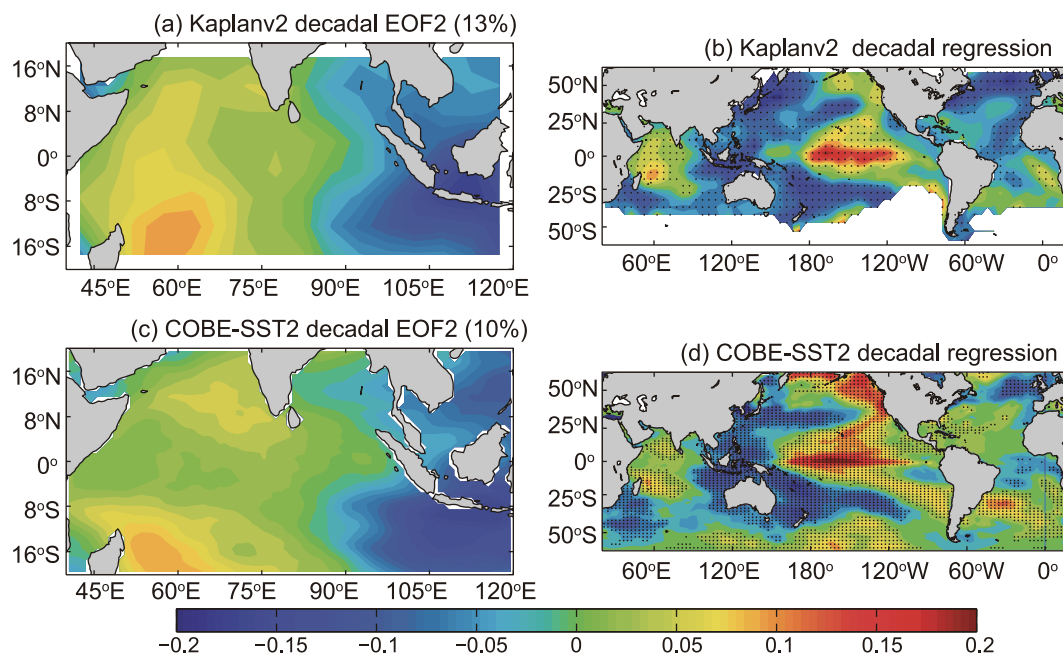 (a) Kaplanv2 decadal EOF2 (13%)
16°N
8°N
0°
8°S
16°S
45°E 60°E 75°E 90°E 105°E 120°E
(b) Kaplanv2 decadal regression
50°N
25°N
0°
25°S
50°S
60°E 120°E 180° 120°W 60°W 0°
(c) COBE-SST2 decadal EOF2 (10%)
16°N
8°N
0°
8°S
16°S
45°E 60°E 75°E 90°E 105°E 120°E
(d) COBE-SST2 decadal regression
50°N
25°N
0°
25°S
50°S
60°E 120°E 180° 120°W 60°W 0°
−0.2 −0.15 −0.1 −0.05 0 0.05 0.1 0.15 0.2